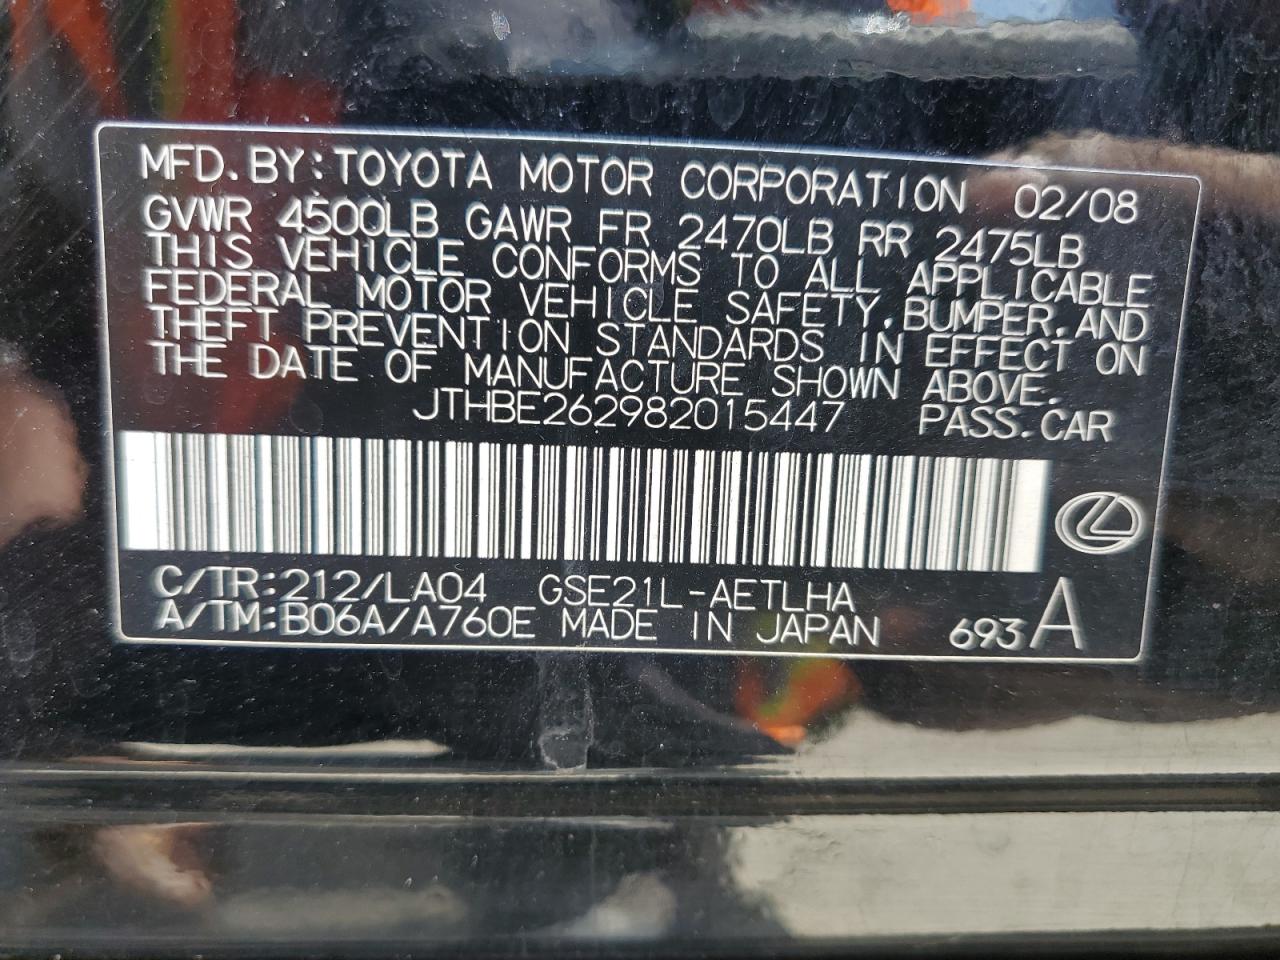 MFD. BY: TOYOTA MOTOR CORPORATION 02/08
GVWR 4500LB GAWR FR 2470LB RR 2475LB
THIS VEHICLE CONFORMS TO ALL APPLICABLE
FEDERAL MOTOR VEHICLE SAFETY, BUMPER, AND
THEFT PREVENTION STANDARDS IN EFFECT ON
THE DATE OF MANUFACTURE SHOWN ABOVE.
JTHBE262982015447 PASS. CAR
C/TR: 212/LA04 GSE21L-AETLHA
A/TM: B06A/A760E MADE IN JAPAN 693 A